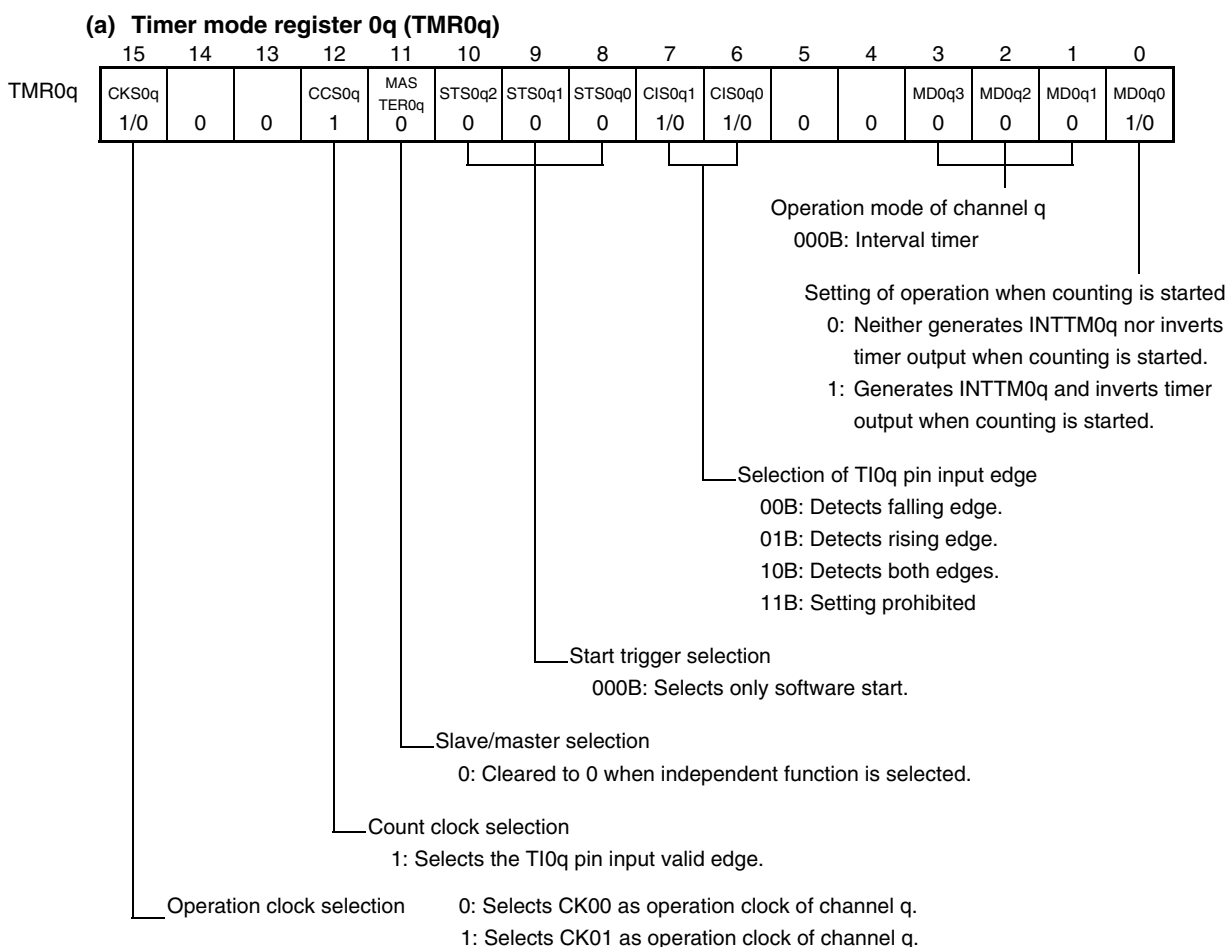 (a) Timer mode register 0q (TMR0q)
15 14 13 12 11 10 9 8 7 6 5 4 3 2 1 0
TMR0q CKS0q CCS0q MAS TER0q STS0q2 STS0q1 STS0q0 CIS0q1 CIS0q0 MD0q3 MD0q2 MD0q1 MD0q0
1/0 0 0 1 0 0 0 0 1/0 1/0 0 0 0 0 0 1/0
Operation mode of channel q
000B: Interval timer
Setting of operation when counting is started
0: Neither generates INTTM0q nor inverts
timer output when counting is started.
1: Generates INTTM0q and inverts timer
output when counting is started.
Selection of TI0q pin input edge
00B: Detects falling edge.
01B: Detects rising edge.
10B: Detects both edges.
11B: Setting prohibited
Start trigger selection
000B: Selects only software start.
Slave/master selection
0: Cleared to 0 when independent function is selected.
Count clock selection
1: Selects the TI0q pin input valid edge.
Operation clock selection 0: Selects CK00 as operation clock of channel q.
1: Selects CK01 as operation clock of channel q.